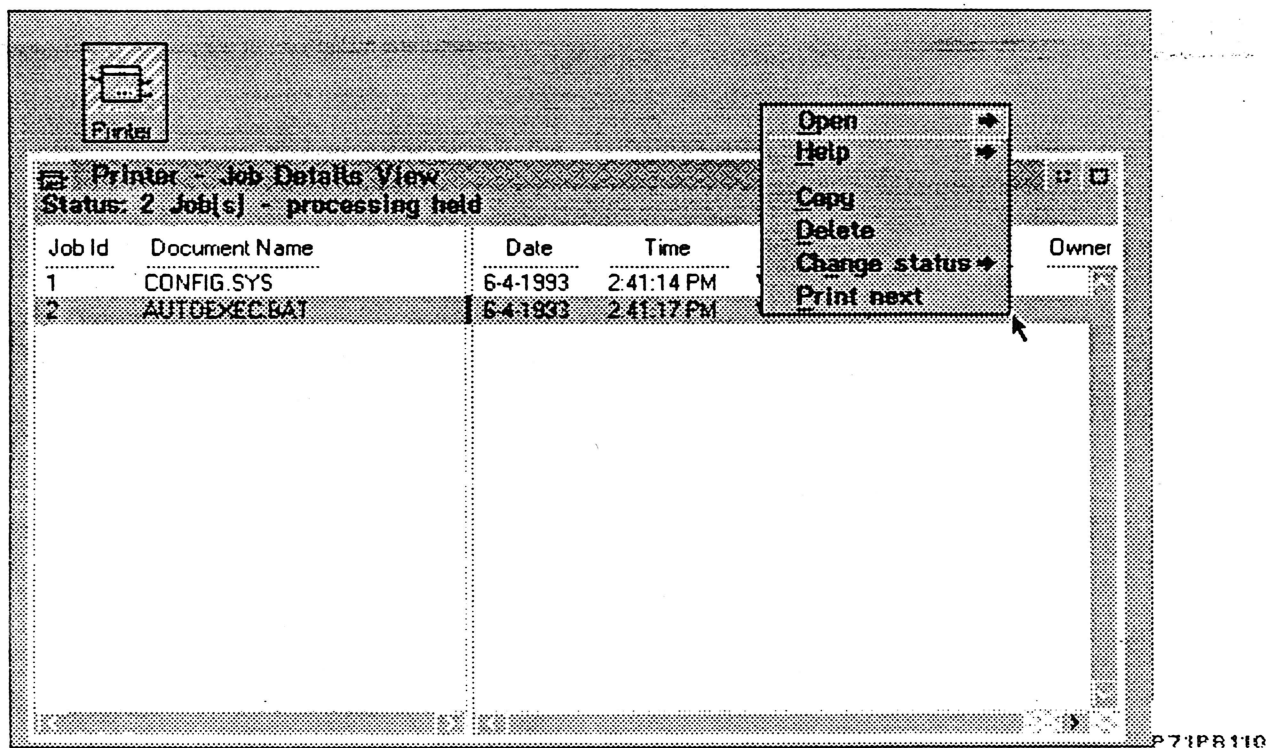 Printer
Printer - Job Details View
Status: 2 Job(s) - processing held
Job Id Document Name Date Time Owner
1 CONFIG.SYS 6-4-1993 2:41:14 PM
2 AUTOEXEC.BAT 6-4-1993 2:41:17 PM
Open
Help
Copy
Delete
Change status
Print next